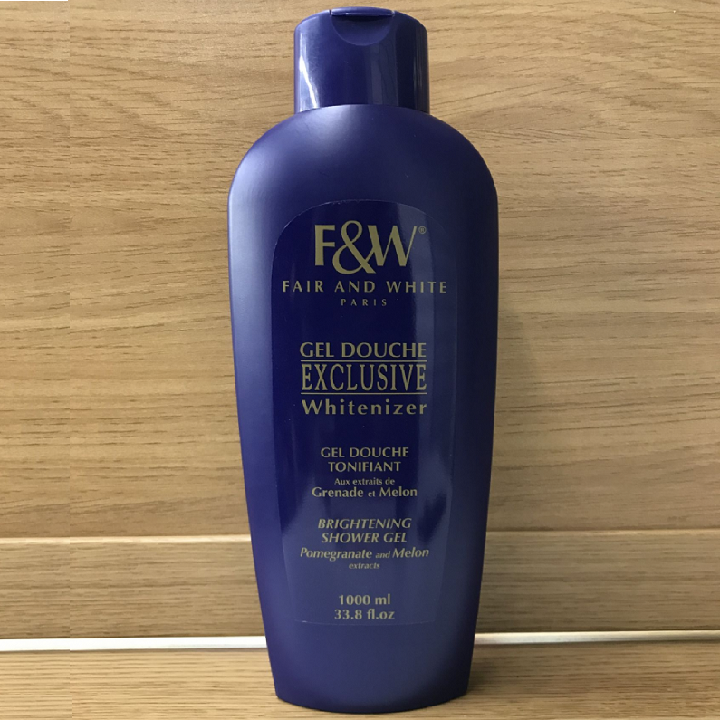 F&W®
FAIR AND WHITE
PARIS
GEL DOUCHE
EXCLUSIVE
Whitenizer
GEL DOUCHE
TONIFIANT
Aux extraits de
Grenade et Melon
BRIGHTENING
SHOWER GEL
Pomegranate and Melon
extracts
1000 ml
33.8 fl.oz